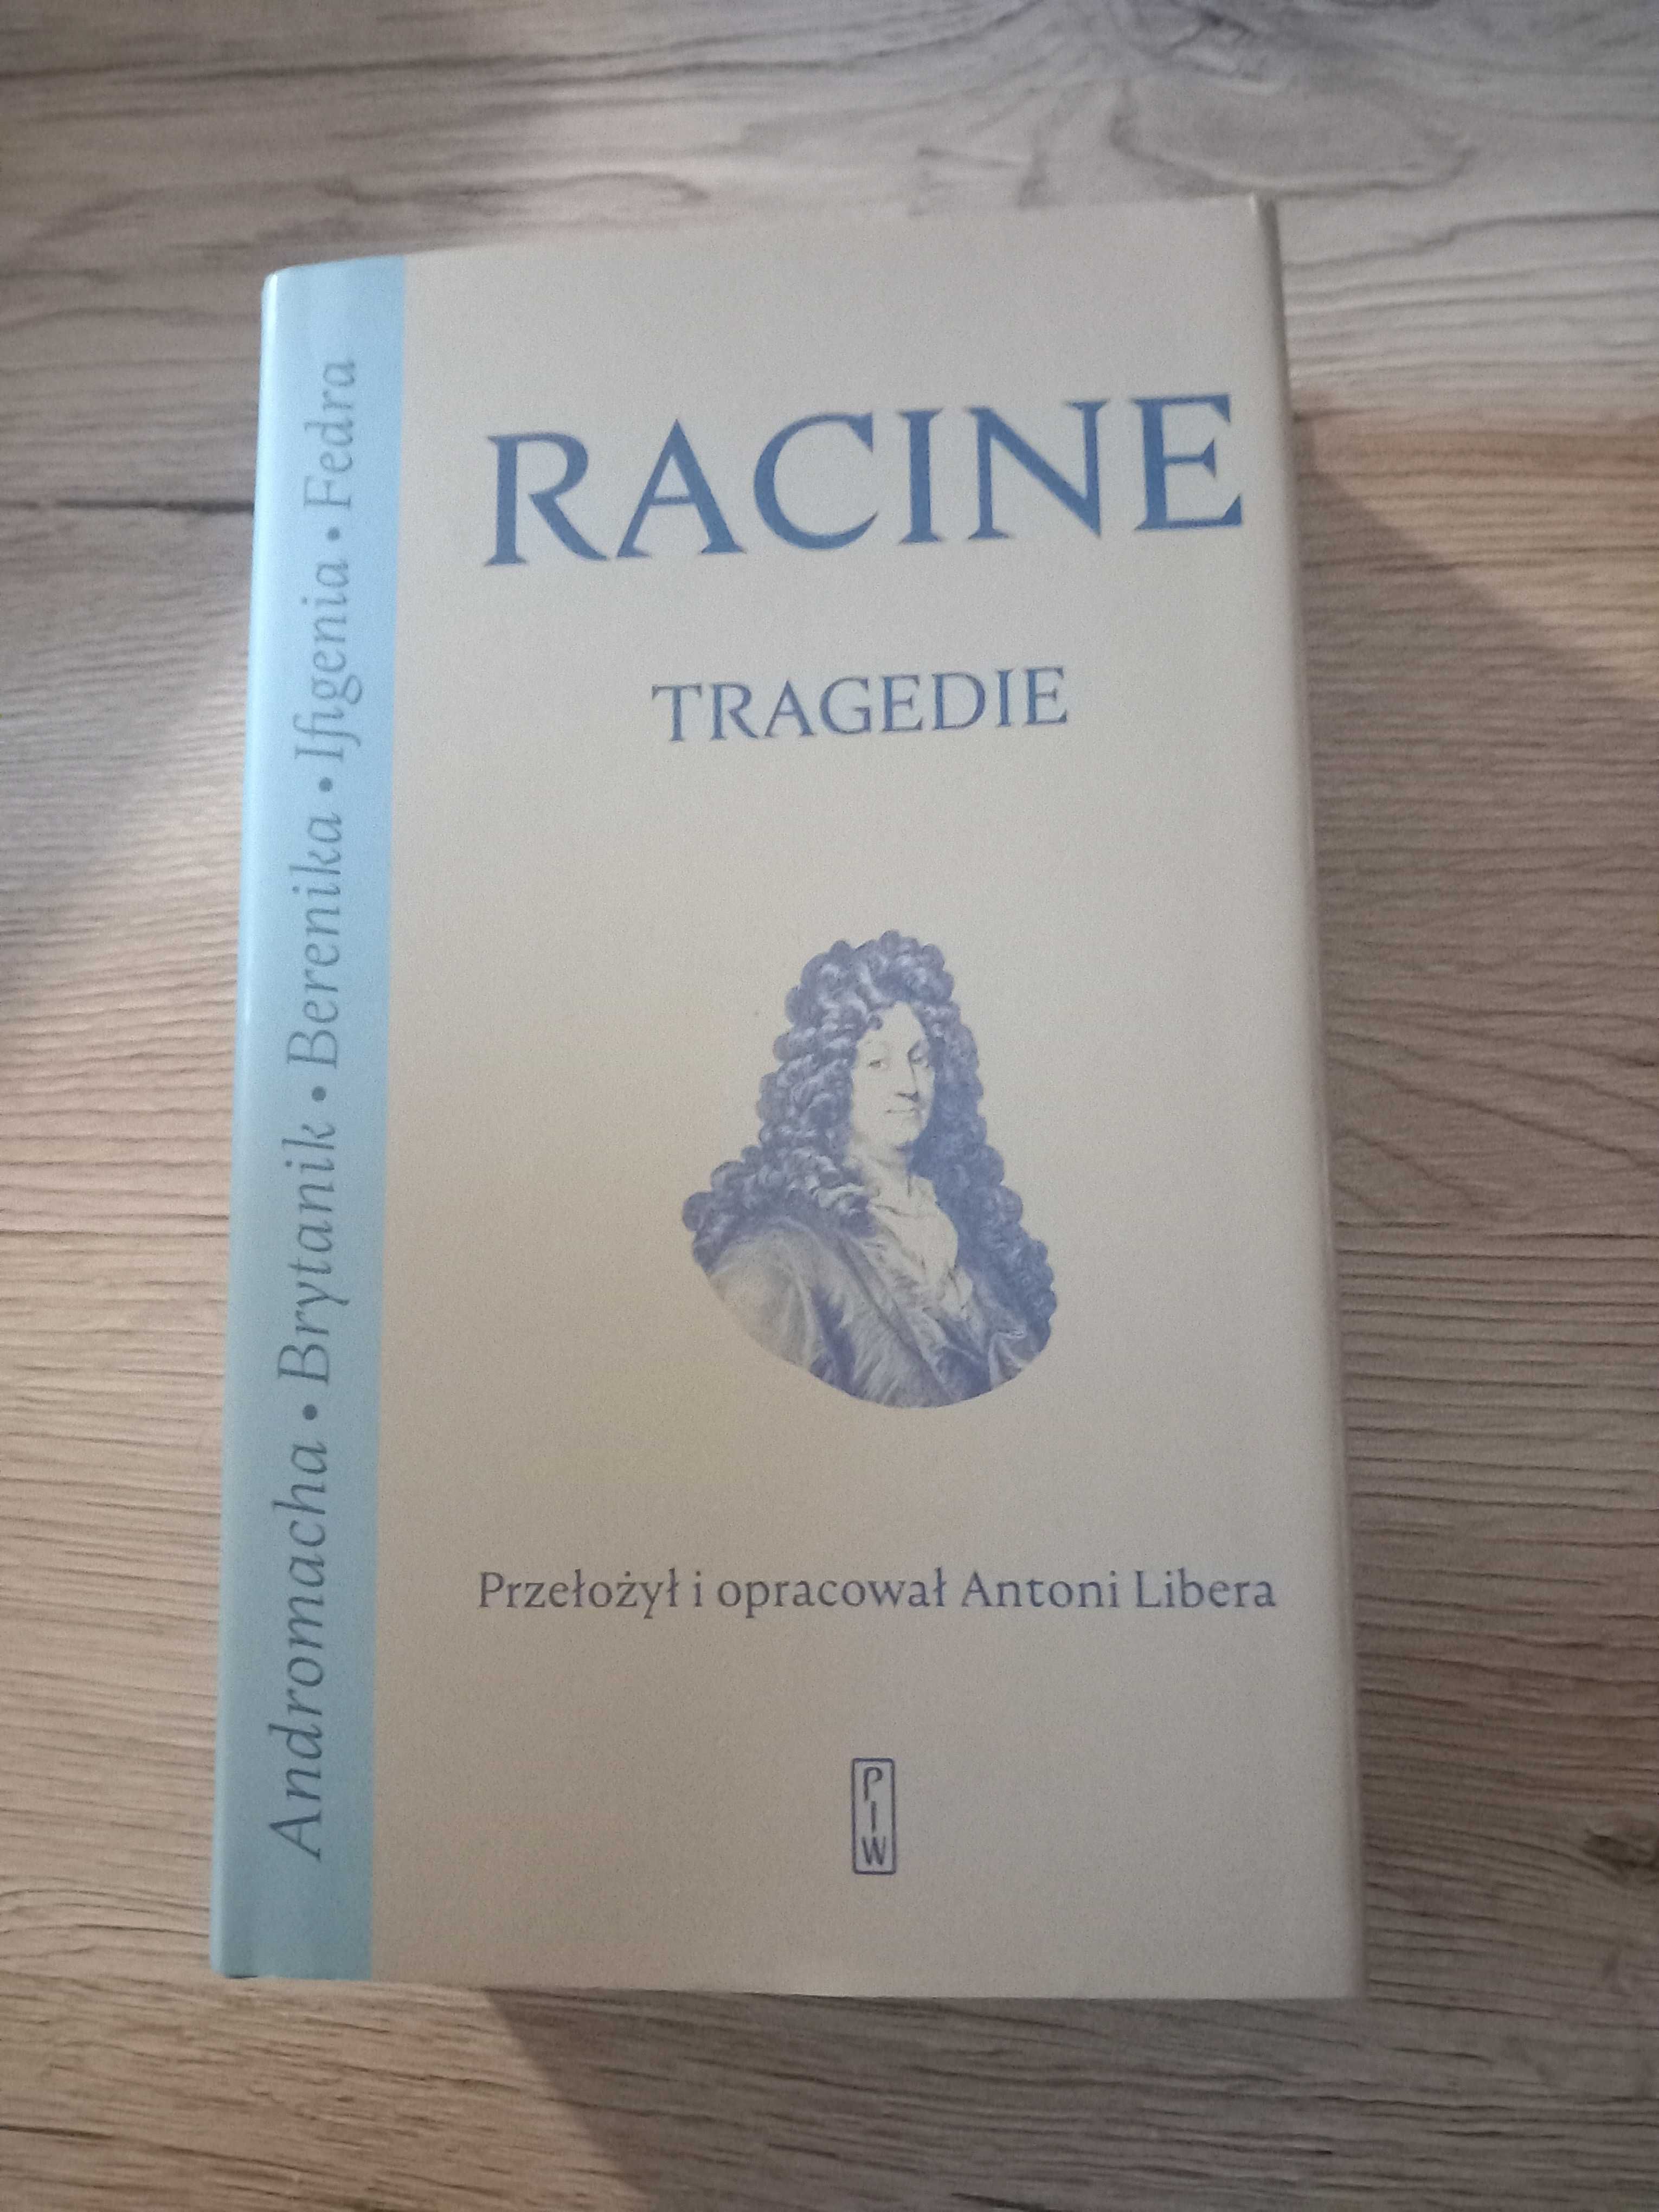 RACINE
TRAGEDIE
Andromacha • Brytanik • Berenika • Ifigenia • Fedra
Przełożył i opracował Antoni Libera
PIW